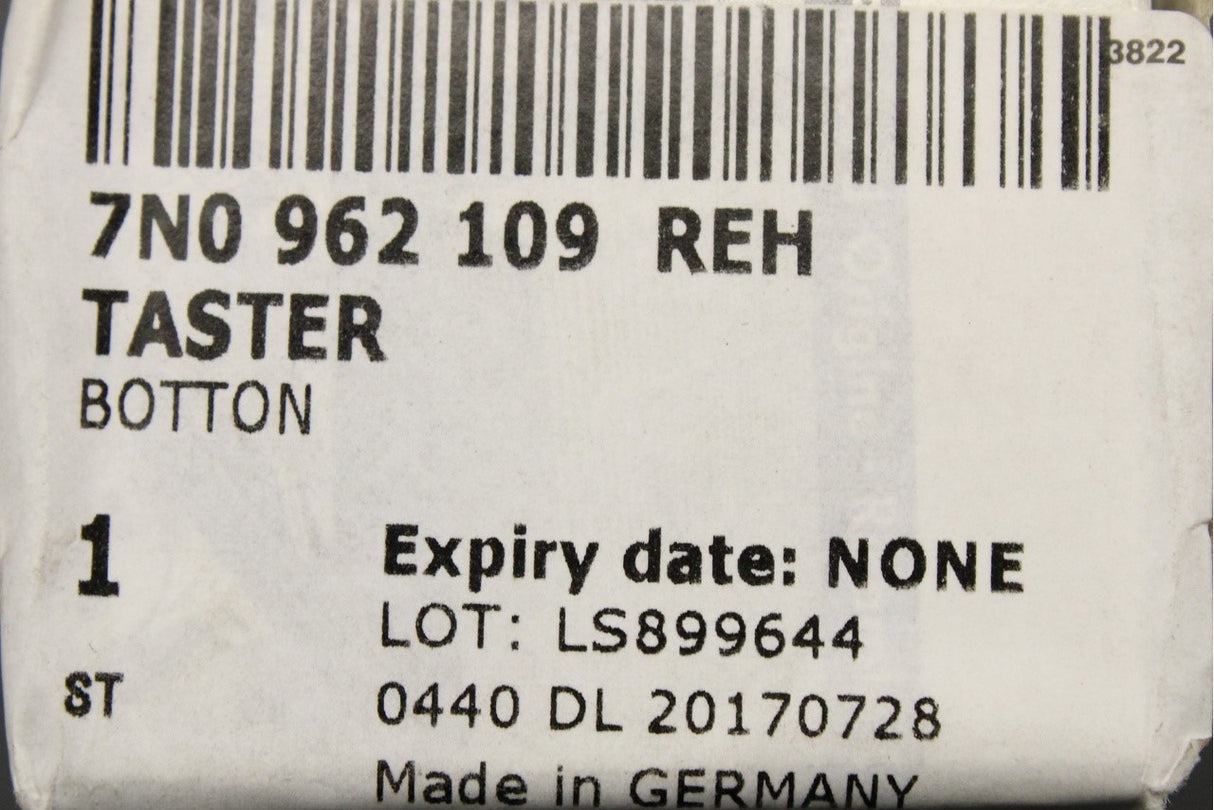 3822
7N0 962 109 REH
TASTER
BOTTON
1
Expiry date: NONE
LOT: LS899644
ST
0440 DL 20170728
Made in GERMANY